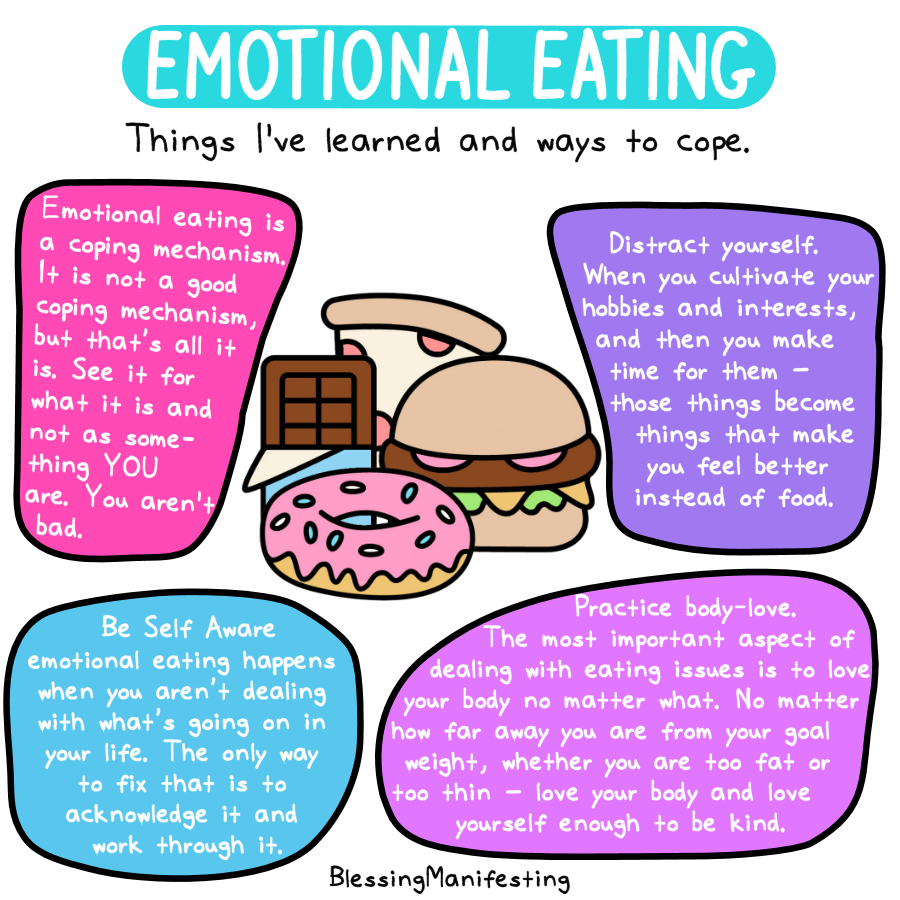 EMOTIONAL EATING
Things I've learned and ways to cope.
Emotional eating is
a coping mechanism.
It is not a good
coping mechanism,
but that's all it
is. See it for
what it is and
not as some-
thing YOU
are. You aren't
bad.
Distract yourself.
When you cultivate your
hobbies and interests,
and then you make
time for them –
those things become
things that make
you feel better
instead of food.
Be Self Aware
emotional eating happens
when you aren't dealing
with what's going on in
your life. The only way
to fix that is to
acknowledge it and
work through it.
Practice body-love.
The most important aspect of
dealing with eating issues is to love
your body no matter what. No matter
how far away you are from your goal
weight, whether you are too fat or
too thin – love your body and love
yourself enough to be kind.
BlessingManifesting